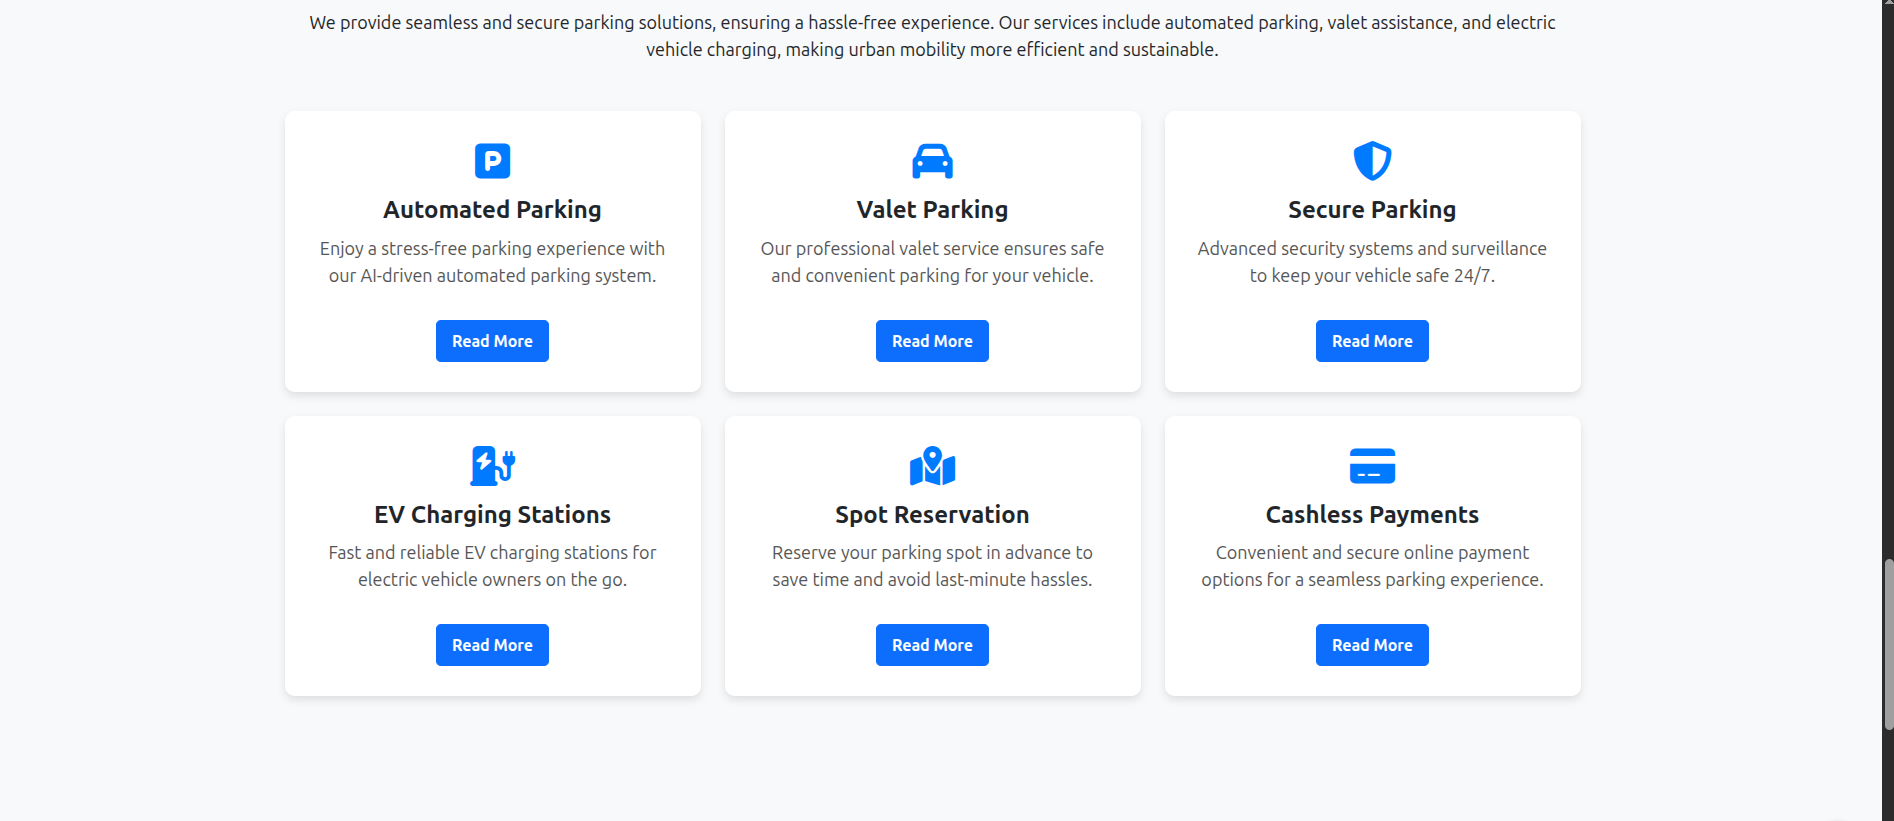 We provide seamless and secure parking solutions, ensuring a hassle-free experience. Our services include automated parking, valet assistance, and electric
vehicle charging, making urban mobility more efficient and sustainable.
P
Automated Parking
Enjoy a stress-free parking experience with
our AI-driven automated parking system.
Read More
Valet Parking
Our professional valet service ensures safe
and convenient parking for your vehicle.
Read More
Secure Parking
Advanced security systems and surveillance
to keep your vehicle safe 24/7.
Read More
EV Charging Stations
Fast and reliable EV charging stations for
electric vehicle owners on the go.
Read More
Spot Reservation
Reserve your parking spot in advance to
save time and avoid last-minute hassles.
Read More
Cashless Payments
Convenient and secure online payment
options for a seamless parking experience.
Read More